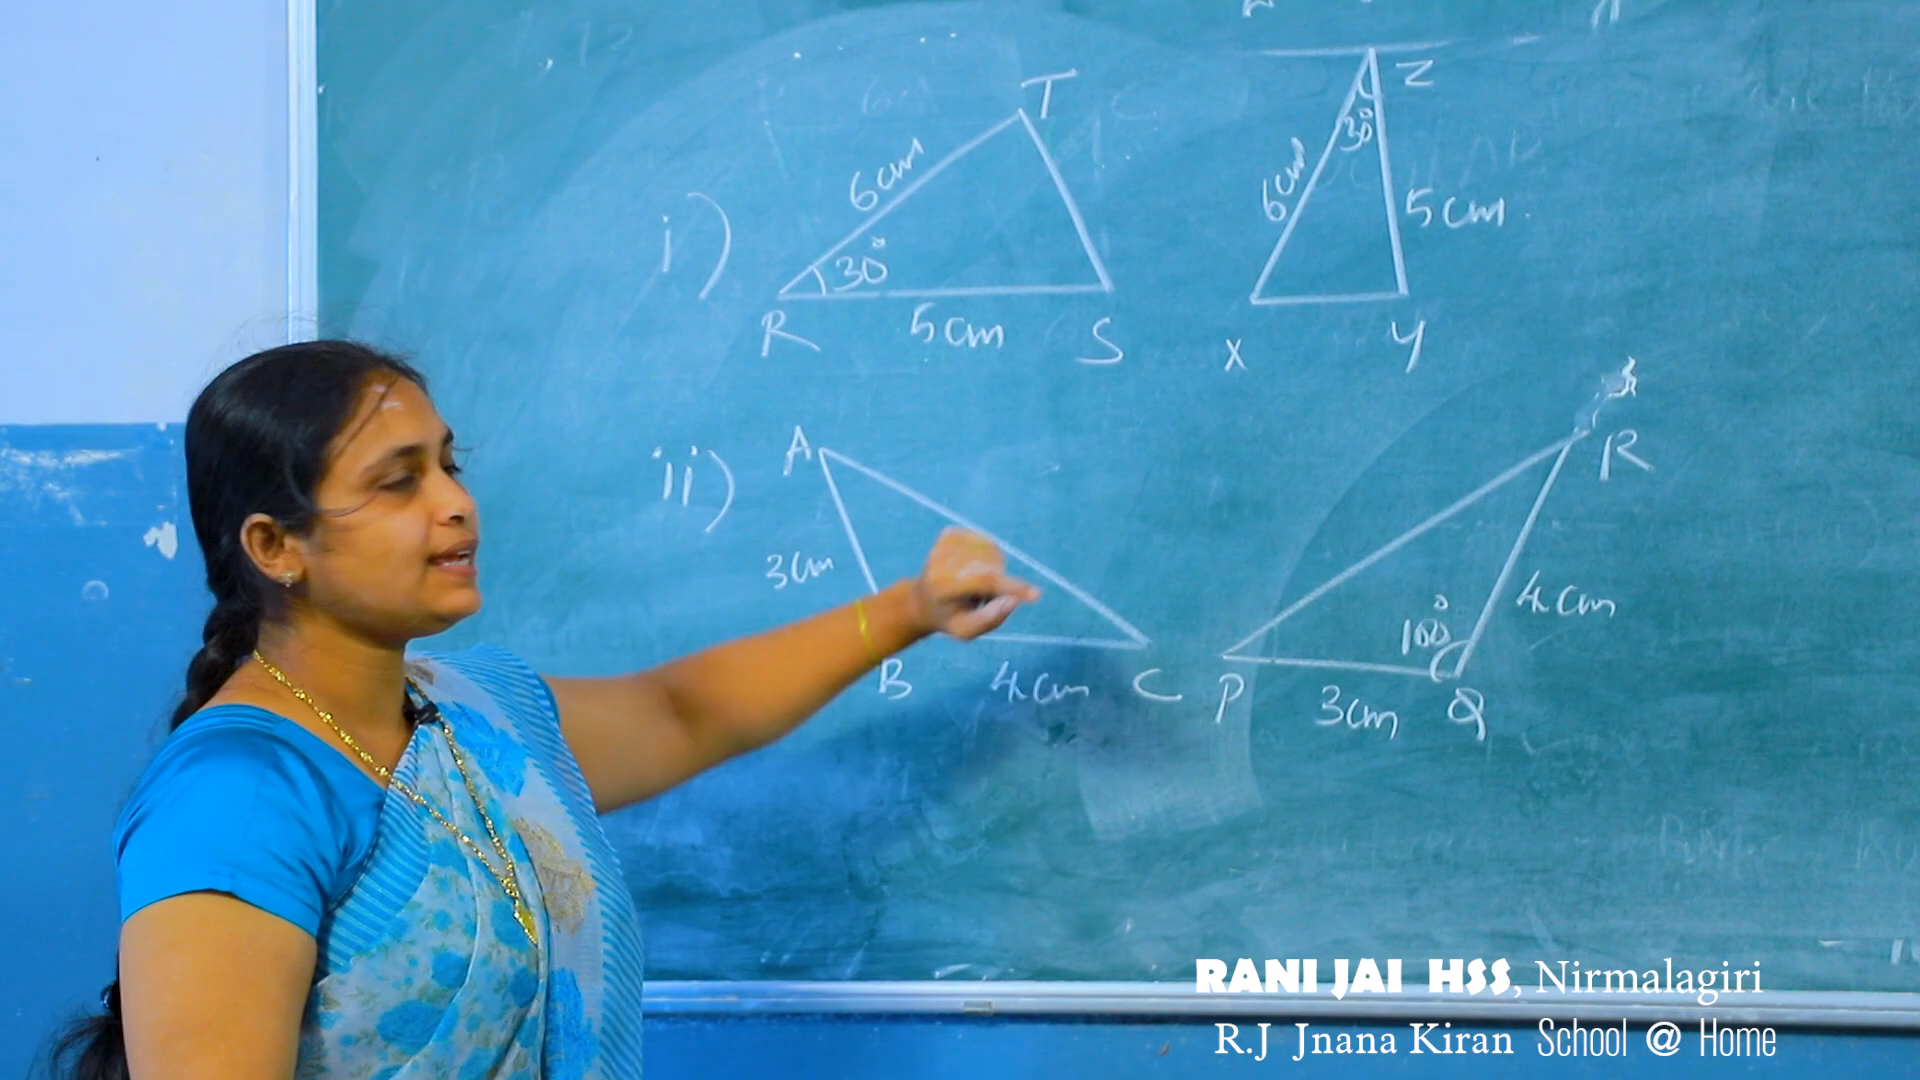 i)
T
6cm
30°
R
5cm
S
Z
30°
6cm
5cm
X
Y
ii)
A
3cm
B
4cm
C
R
4cm
100°
P
3cm
Q
RANI JAI HSS, Nirmalagiri
R.J Jnana Kiran School @ Home